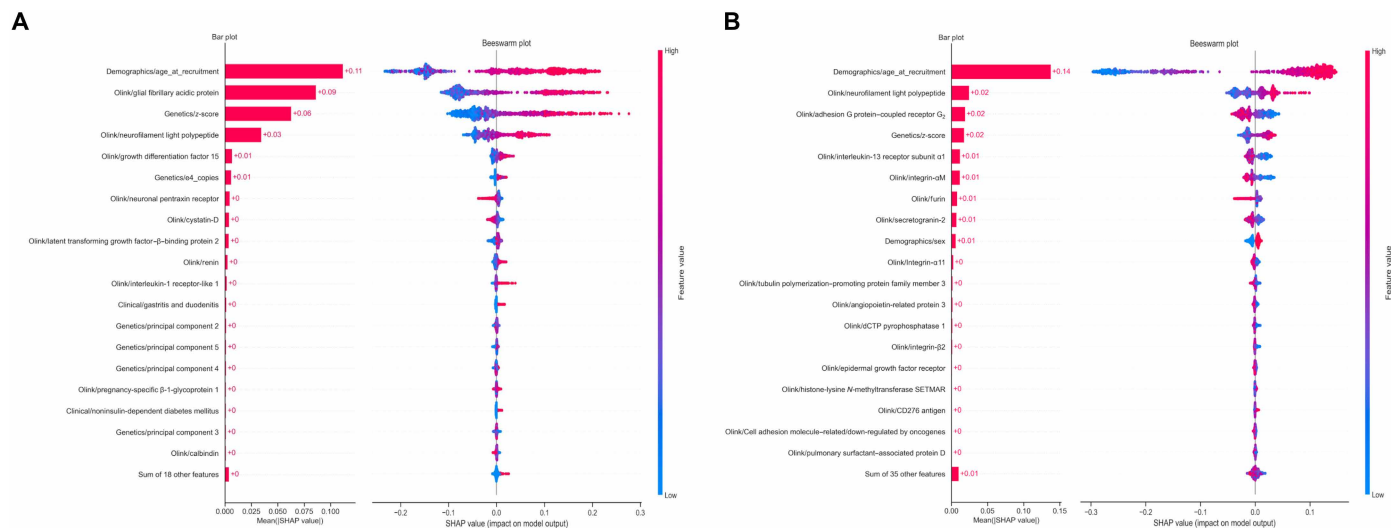 A
Bar plot
Beeswarm plot
Demographics/age_at_recruitment
+0.11
Olink/glial fibrillary acidic protein
+0.09
Genetics/z-score
+0.06
Olink/neurofilament light polypeptide
+0.03
Olink/growth differentiation factor 15
+0.01
Genetics/e4_copies
+0.01
Olink/neuronal pentraxin receptor
+0
Olink/cystatin-D
+0
Olink/latent transforming growth factor–β–binding protein 2
+0
Olink/renin
+0
Olink/interleukin-1 receptor-like 1
+0
Clinical/gastritis and duodenitis
+0
Genetics/principal component 2
+0
Genetics/principal component 5
+0
Genetics/principal component 4
+0
Olink/pregnancy-specific β-1-glycoprotein 1
+0
Clinical/noninsulin-dependent diabetes mellitus
+0
Genetics/principal component 3
+0
Olink/calbindin
+0
Sum of 18 other features
+0
0.000 0.025 0.050 0.075 0.100
Mean(|SHAP value|)
−0.2 −0.1 0.0 0.1 0.2 0.3
SHAP value (impact on model output)
High
Feature value
Low
B
Bar plot
Beeswarm plot
Demographics/age_at_recruitment
+0.14
Olink/neurofilament light polypeptide
+0.02
Olink/adhesion G protein–coupled receptor G2
+0.02
Genetics/z-score
+0.02
Olink/interleukin-13 receptor subunit α1
+0.01
Olink/integrin-αM
+0.01
Olink/furin
+0.01
Olink/secretogranin-2
+0.01
Demographics/sex
+0.01
Olink/Integrin-α11
+0
Olink/tubulin polymerization–promoting protein family member 3
+0
Olink/angiopoietin-related protein 3
+0
Olink/dCTP pyrophosphatase 1
+0
Olink/integrin-β2
+0
Olink/epidermal growth factor receptor
+0
Olink/histone-lysine N-methyltransferase SETMAR
+0
Olink/CD276 antigen
+0
Olink/Cell adhesion molecule–related/down-regulated by oncogenes
+0
Olink/pulmonary surfactant–associated protein D
+0
Sum of 35 other features
+0.01
0.00 0.05 0.10 0.15
Mean(|SHAP value|)
−0.3 −0.2 −0.1 0.0 0.1
SHAP value (impact on model output)
High
Feature value
Low